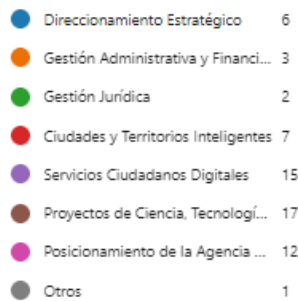 Direccionamiento Estratégico 6
Gestión Administrativa y Financi... 3
Gestión Jurídica 2
Ciudades y Territorios Inteligentes 7
Servicios Ciudadanos Digitales 15
Proyectos de Ciencia, Tecnologí... 17
Posicionamiento de la Agencia ... 12
Otros 1